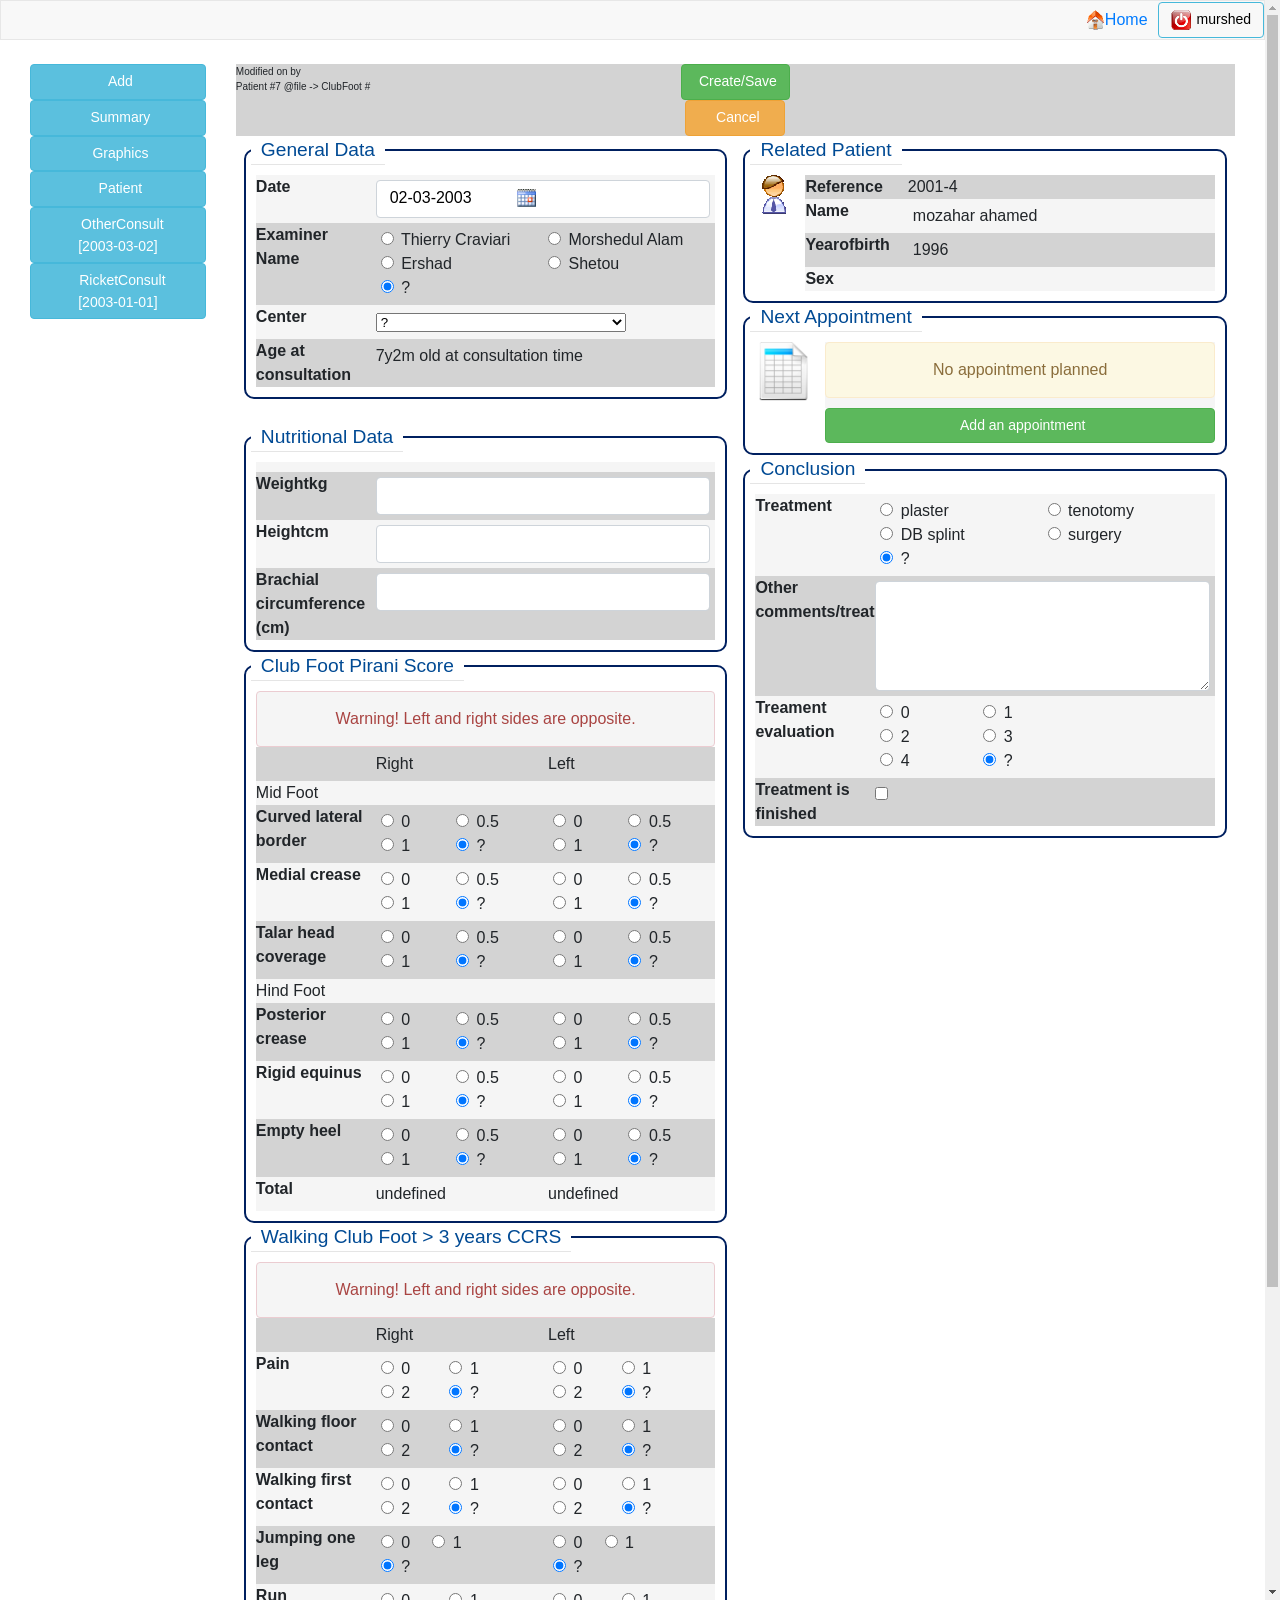 Home murshed
Add
Summary
Graphics
Patient
OtherConsult
[2003-03-02]
RicketConsult
[2003-01-01]
Modified on by
Patient #7 @file -> ClubFoot #
Create/Save
Cancel
General Data
Date 02-03-2003
Examiner Name
Thierry Craviari Morshedul Alam
Ershad Shetou
?
Center ?
Age at consultation 7y2m old at consultation time
Nutritional Data
Weightkg
Heightcm
Brachial circumference (cm)
Club Foot Pirani Score
Warning! Left and right sides are opposite.
Right Left
Mid Foot
Curved lateral 0 0.5 0 0.5
border 1 ? 1 ?
Medial crease 0 0.5 0 0.5
1 ? 1 ?
Talar head 0 0.5 0 0.5
coverage 1 ? 1 ?
Hind Foot
Posterior 0 0.5 0 0.5
crease 1 ? 1 ?
Rigid equinus 0 0.5 0 0.5
1 ? 1 ?
Empty heel 0 0.5 0 0.5
1 ? 1 ?
Total undefined undefined
Walking Club Foot > 3 years CCRS
Warning! Left and right sides are opposite.
Right Left
Pain 0 1 0 1
2 ? 2 ?
Walking floor 0 1 0 1
contact 2 ? 2 ?
Walking first 0 1 0 1
contact 2 ? 2 ?
Jumping one 0 1 0 1
leg ? ?
Run 0 1 0 1
Related Patient
Reference 2001-4
Name mozahar ahamed
Yearofbirth 1996
Sex
Next Appointment
No appointment planned
Add an appointment
Conclusion
Treatment plaster tenotomy
DB splint surgery
?
Other
comments/treat
Treament 0 1
evaluation 2 3
4 ?
Treatment is
finished